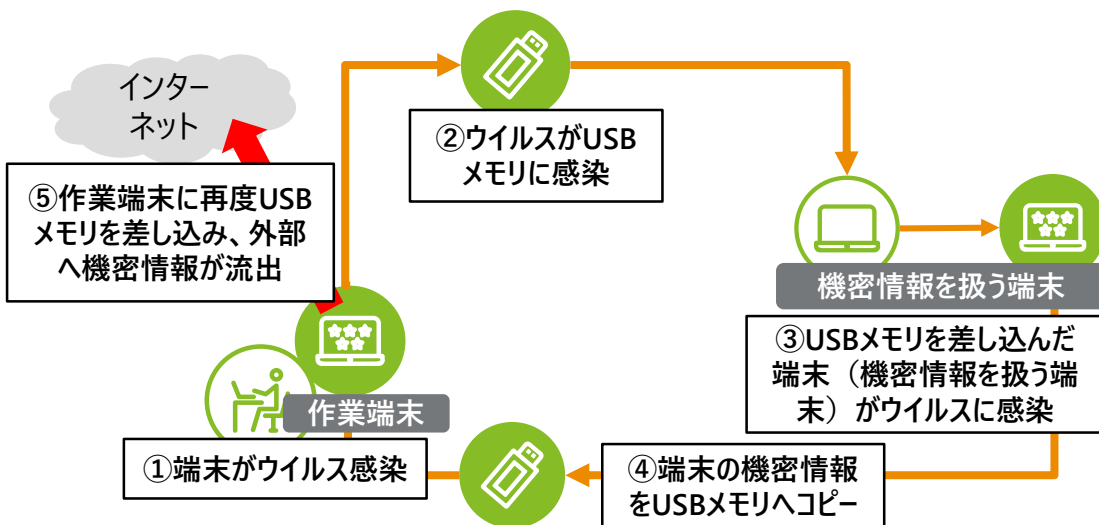 インター
ネット
②ウイルスがUSB
メモリに感染
⑤作業端末に再度USB
メモリを差し込み、外部
へ機密情報が流出
機密情報を扱う端末
③USBメモリを差し込んだ
端末（機密情報を扱う端
末）がウイルスに感染
作業端末
①端末がウイルス感染
④端末の機密情報
をUSBメモリへコピー